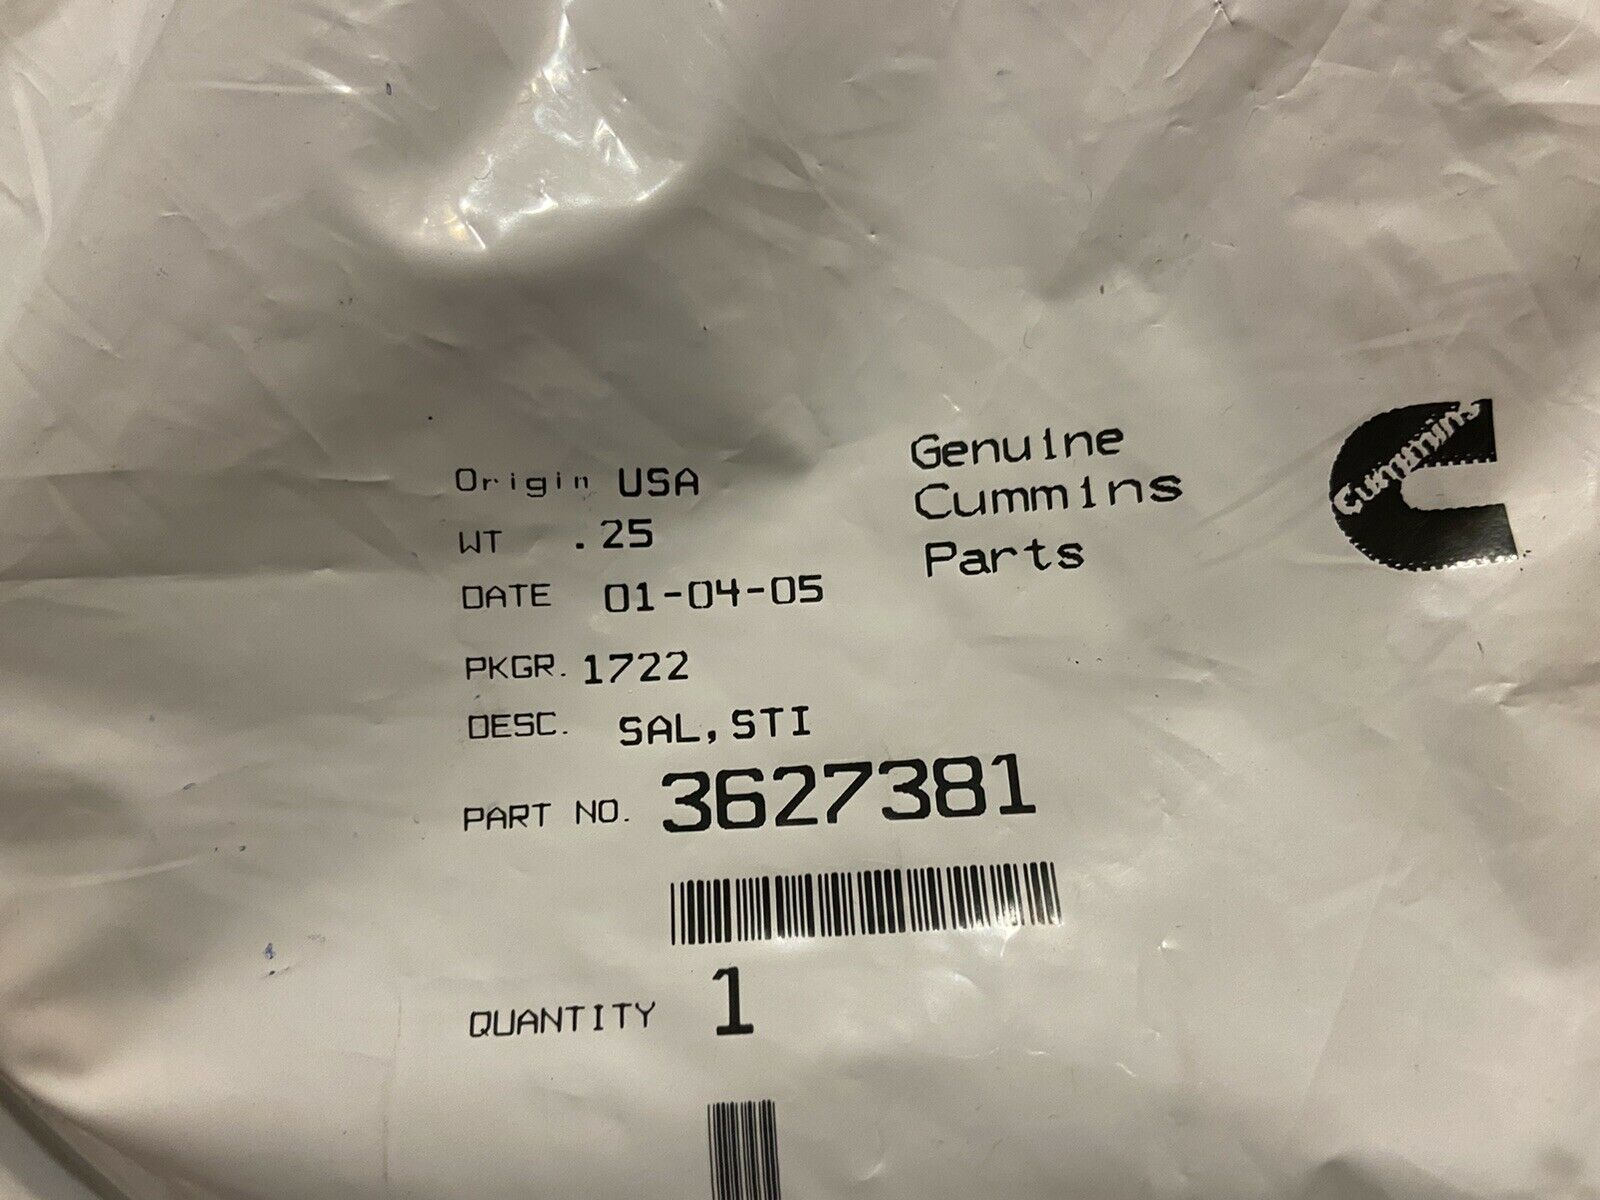 Origin USA
WT .25
DATE 01-04-05
PKGR. 1722
DESC. SAL,STI
PART NO. 3627381
QUANTITY 1
Genuine
Cummins
Parts
Cummins